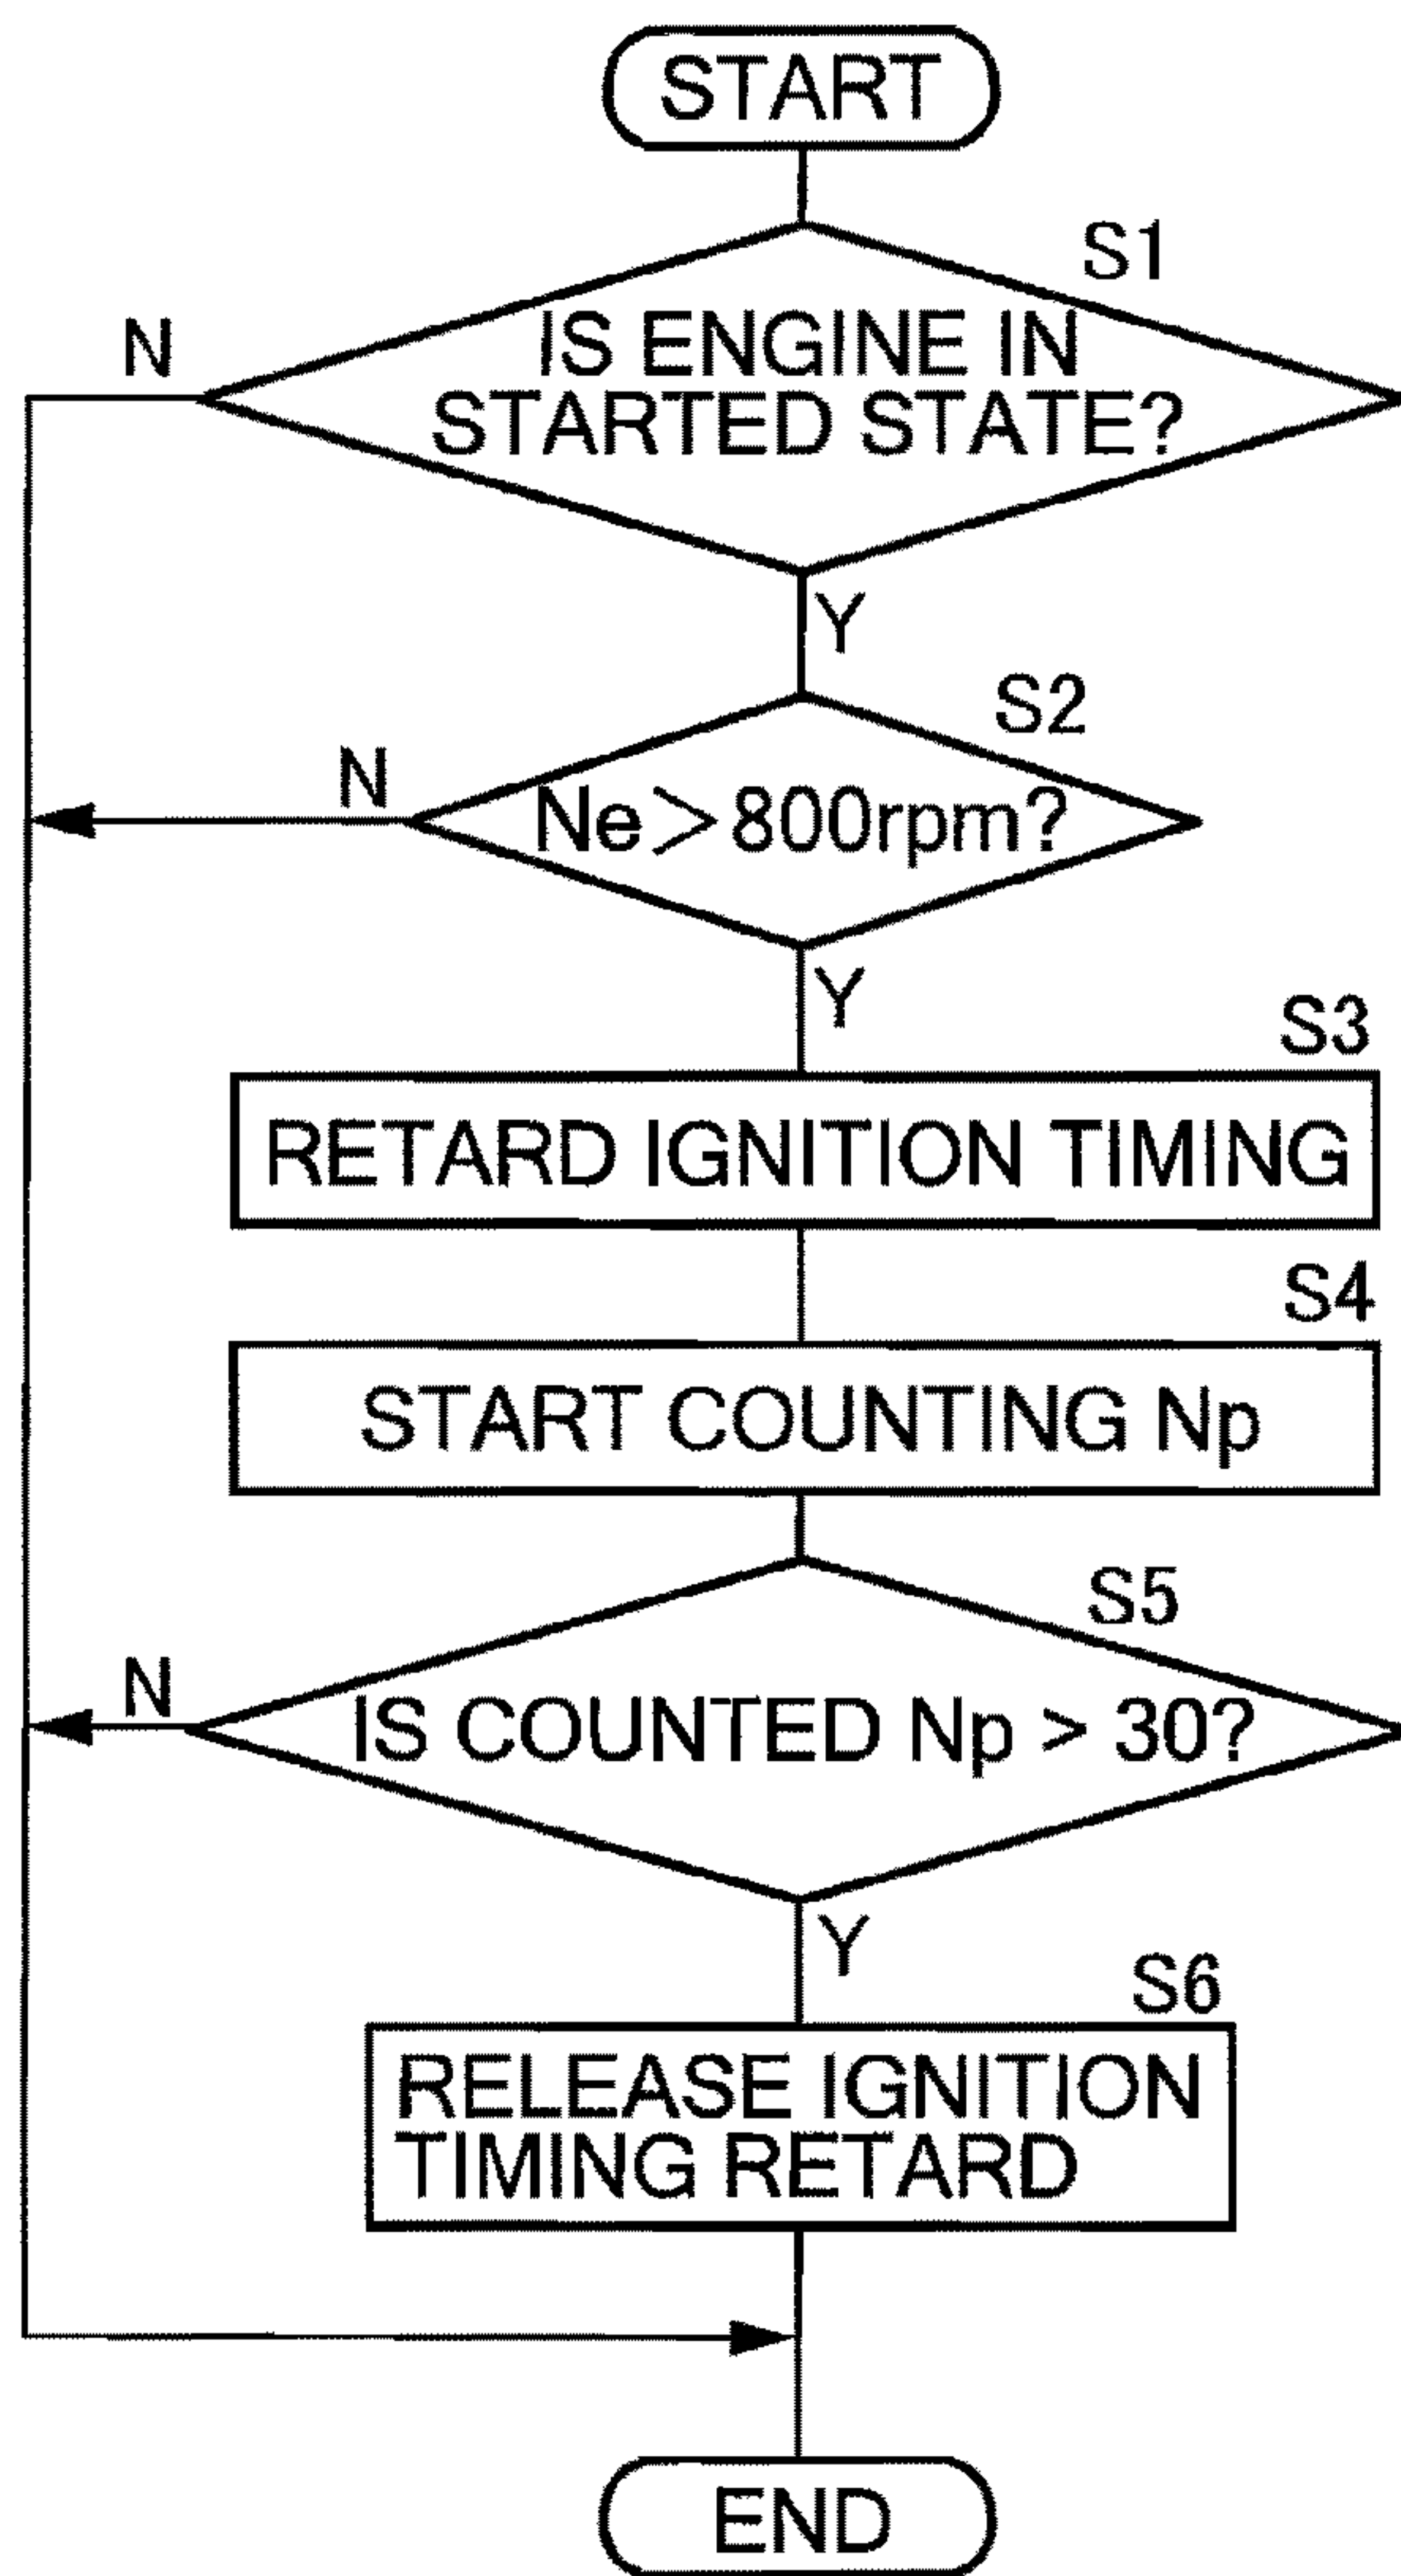 START
S1
N
IS ENGINE IN
STARTED STATE?
Y
S2
N
Ne>800rpm?
Y
S3
RETARD IGNITION TIMING
S4
START COUNTING Np
S5
N
IS COUNTED Np > 30?
Y
S6
RELEASE IGNITION
TIMING RETARD
END